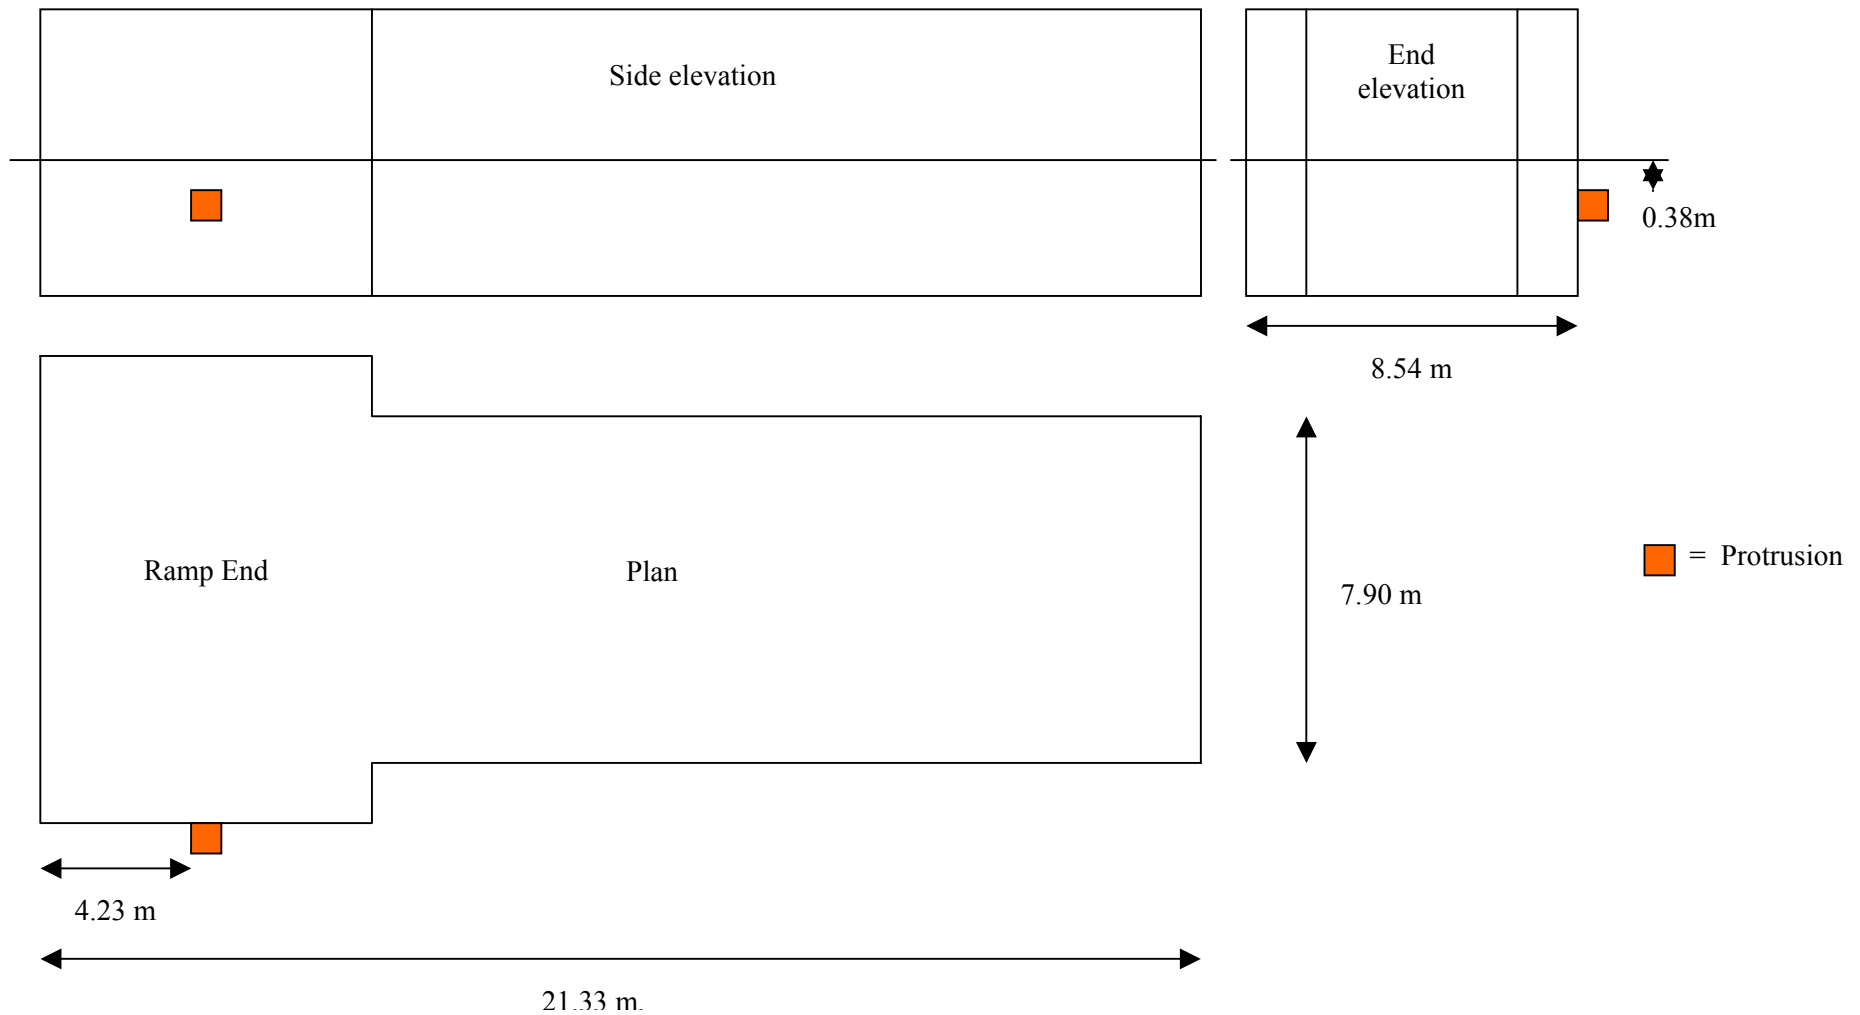 Side elevation
End
elevation
0.38m
8.54 m
Ramp End
Plan
7.90 m
= Protrusion
4.23 m
21.33 m.